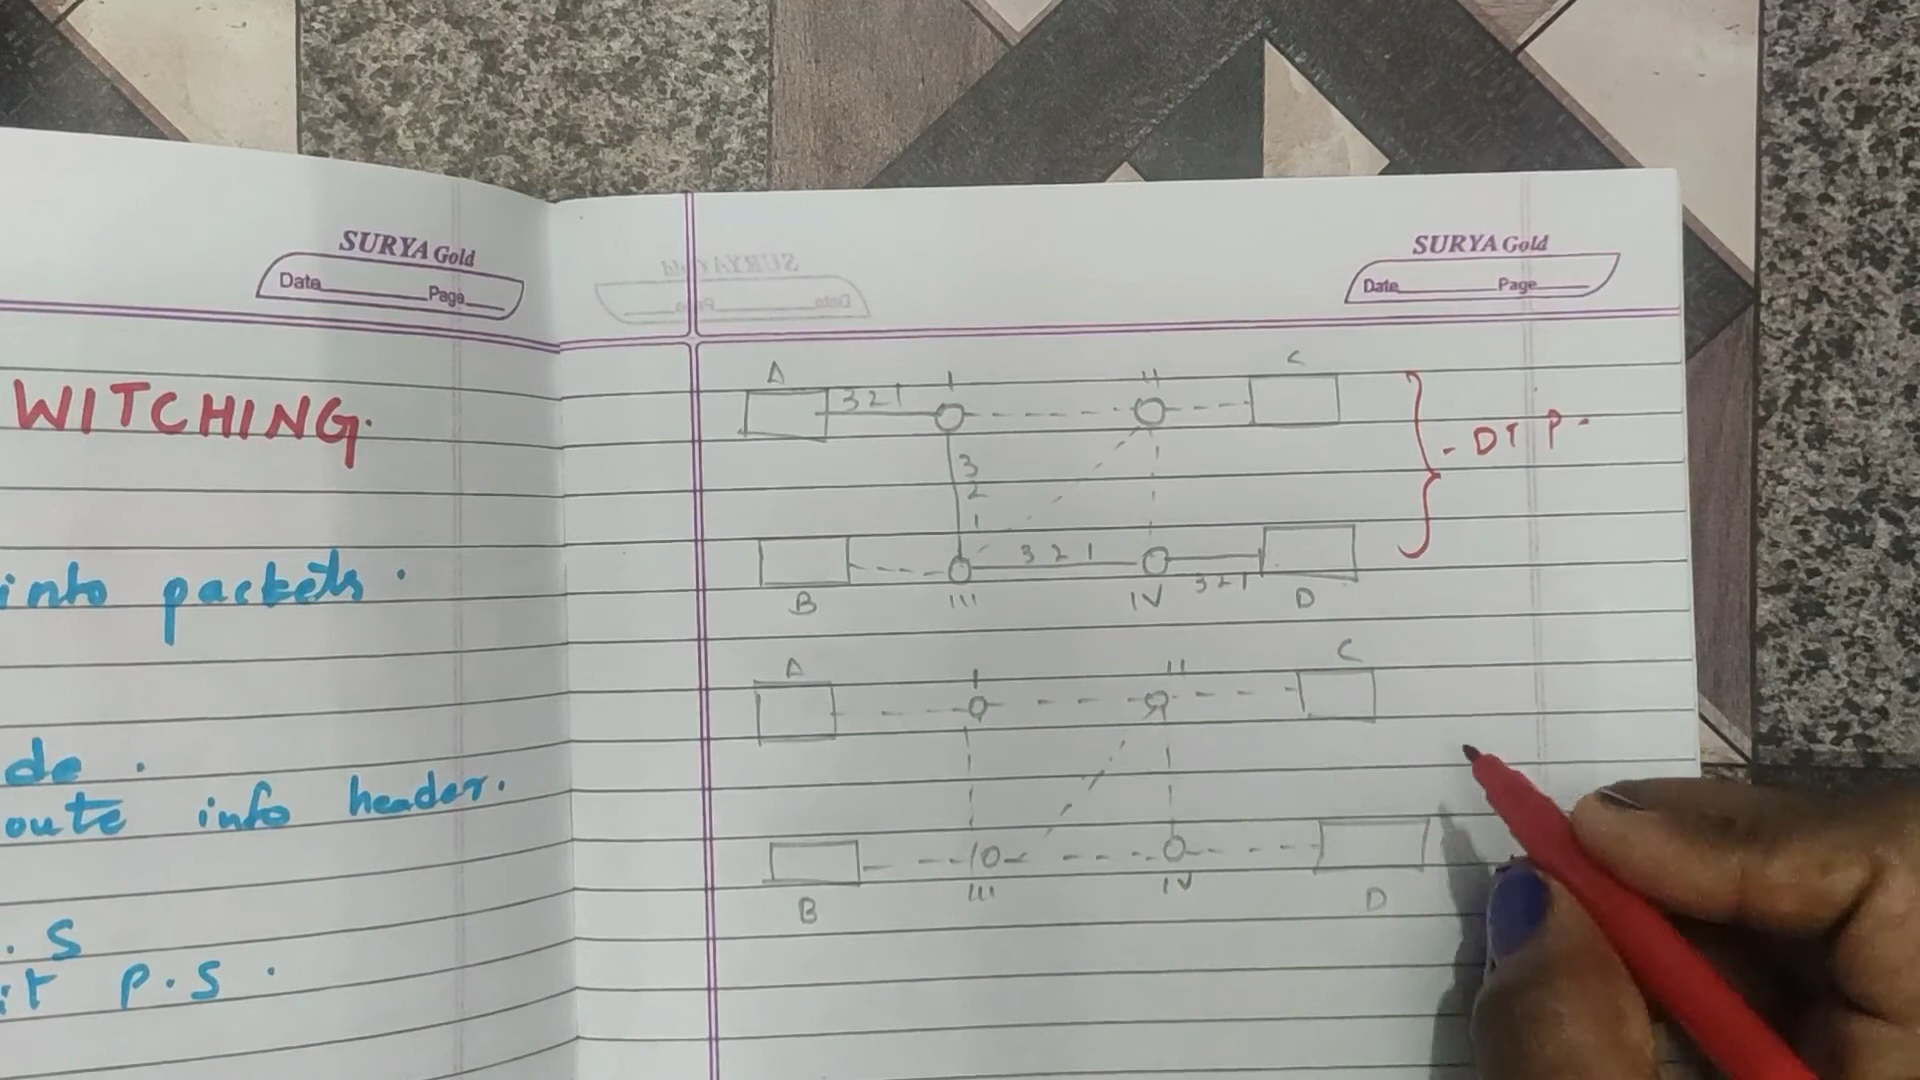 SURYA Gold
Date Page
WITCHING.
into packets.
de.
oute info header.
.S
it P.S.
SURYA Gold
Date Page
A I II C
3 2 1
3
2
1
3 2 1
3 2 1
B III IV D
- DT P-
A I II C
B III IV D